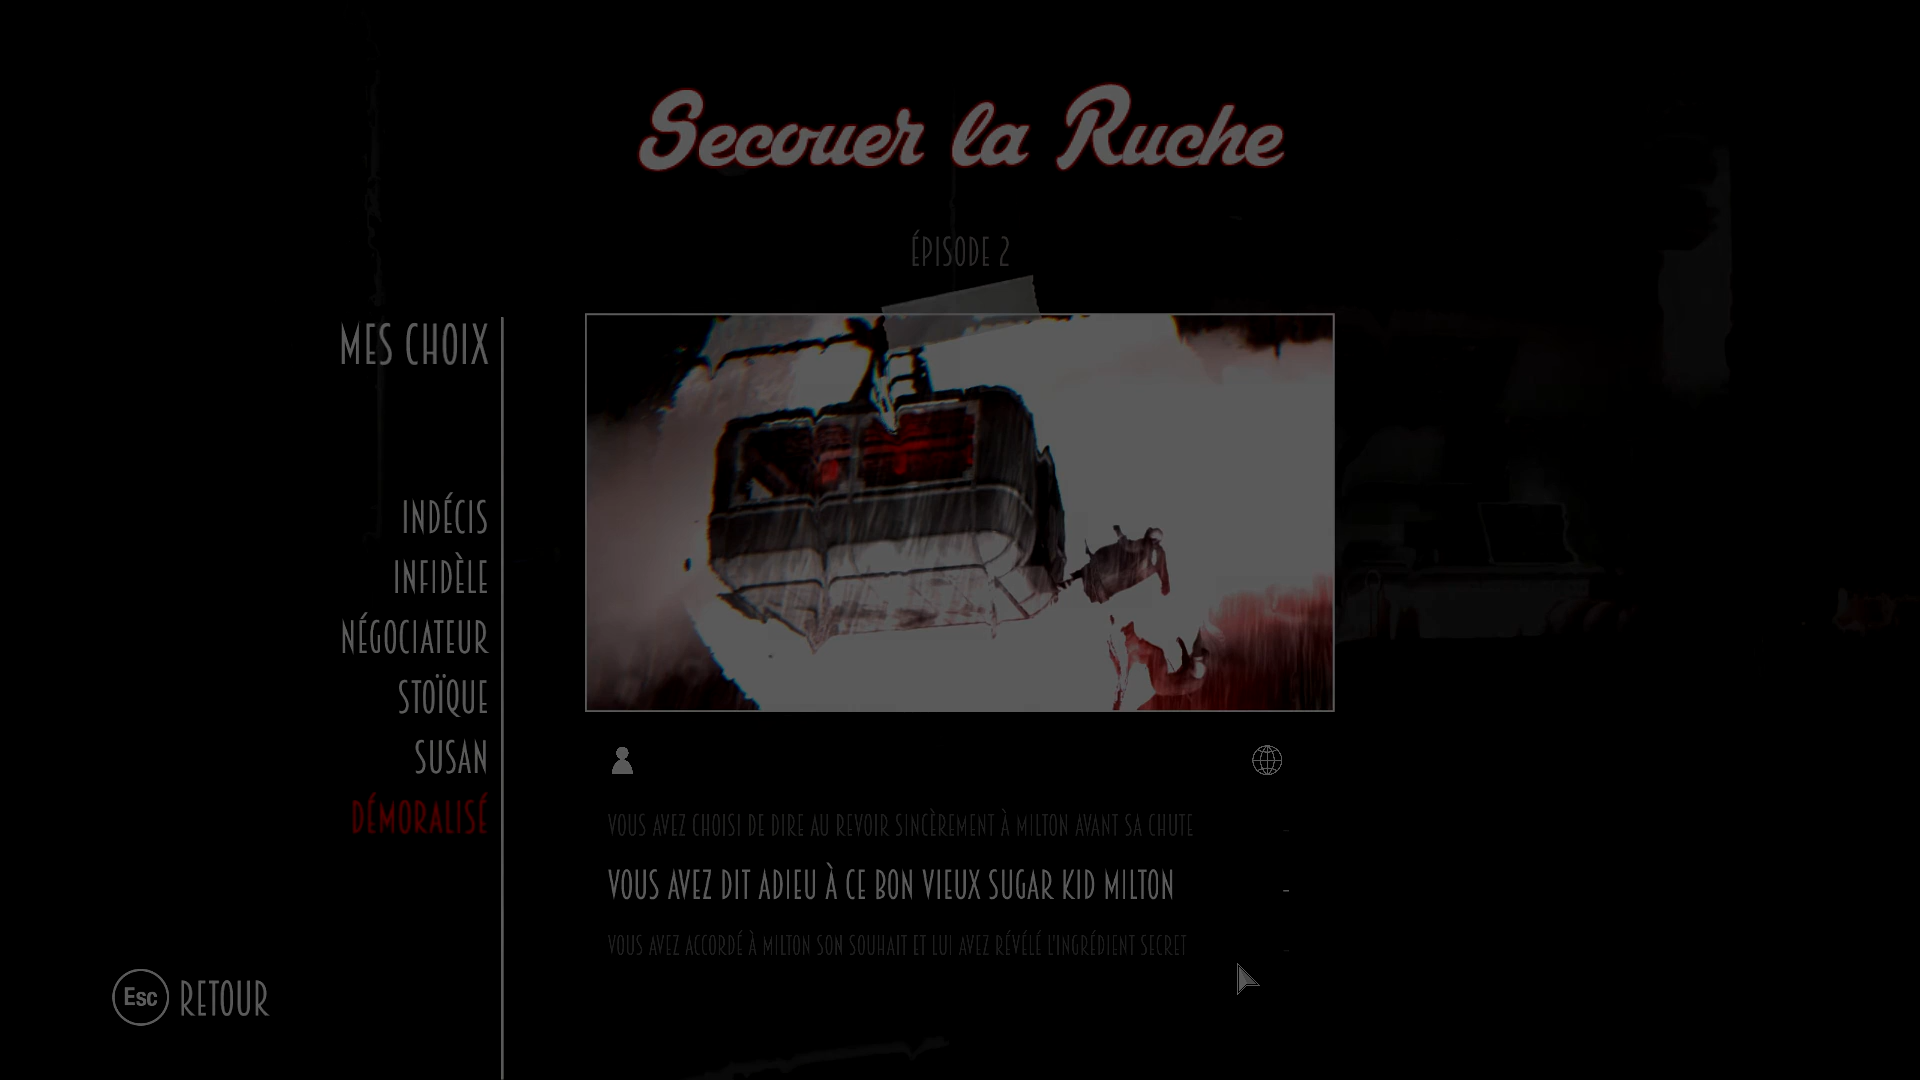 Secouer la Ruche
ÉPISODE 2
MES CHOIX
INDÉCIS
INFIDÈLE
NÉGOCIATEUR
STOÏQUE
SUSAN
DÉMORALISÉ
VOUS AVEZ CHOISI DE DIRE AU REVOIR SINCÈREMENT À MILTON AVANT SA CHUTE -
VOUS AVEZ DIT ADIEU À CE BON VIEUX SUGAR KID MILTON -
VOUS AVEZ ACCORDÉ À MILTON SON SOUHAIT ET LUI AVEZ RÉVÉLÉ L'INGRÉDIENT SECRET -
Esc RETOUR